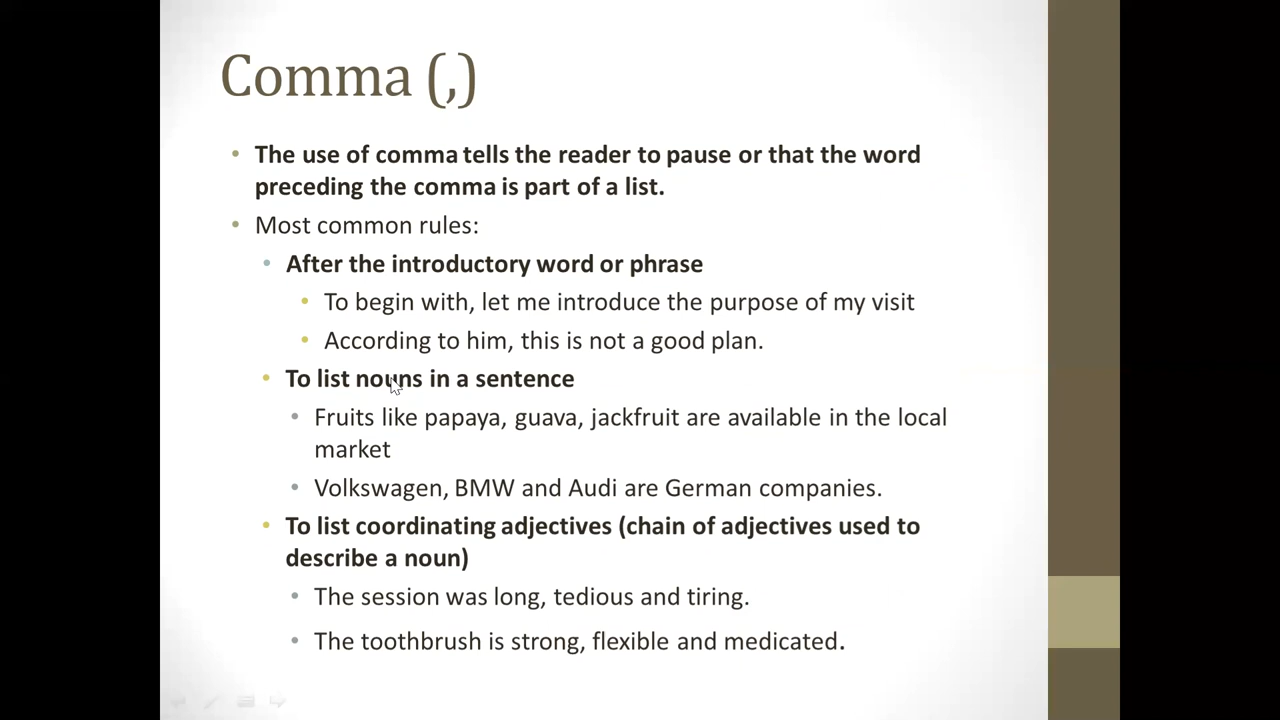 Comma (,)
The use of comma tells the reader to pause or that the word
preceding the comma is part of a list.
Most common rules:
After the introductory word or phrase
To begin with, let me introduce the purpose of my visit
According to him, this is not a good plan.
To list nouns in a sentence
Fruits like papaya, guava, jackfruit are available in the local
market
Volkswagen, BMW and Audi are German companies.
To list coordinating adjectives (chain of adjectives used to
describe a noun)
The session was long, tedious and tiring.
The toothbrush is strong, flexible and medicated.